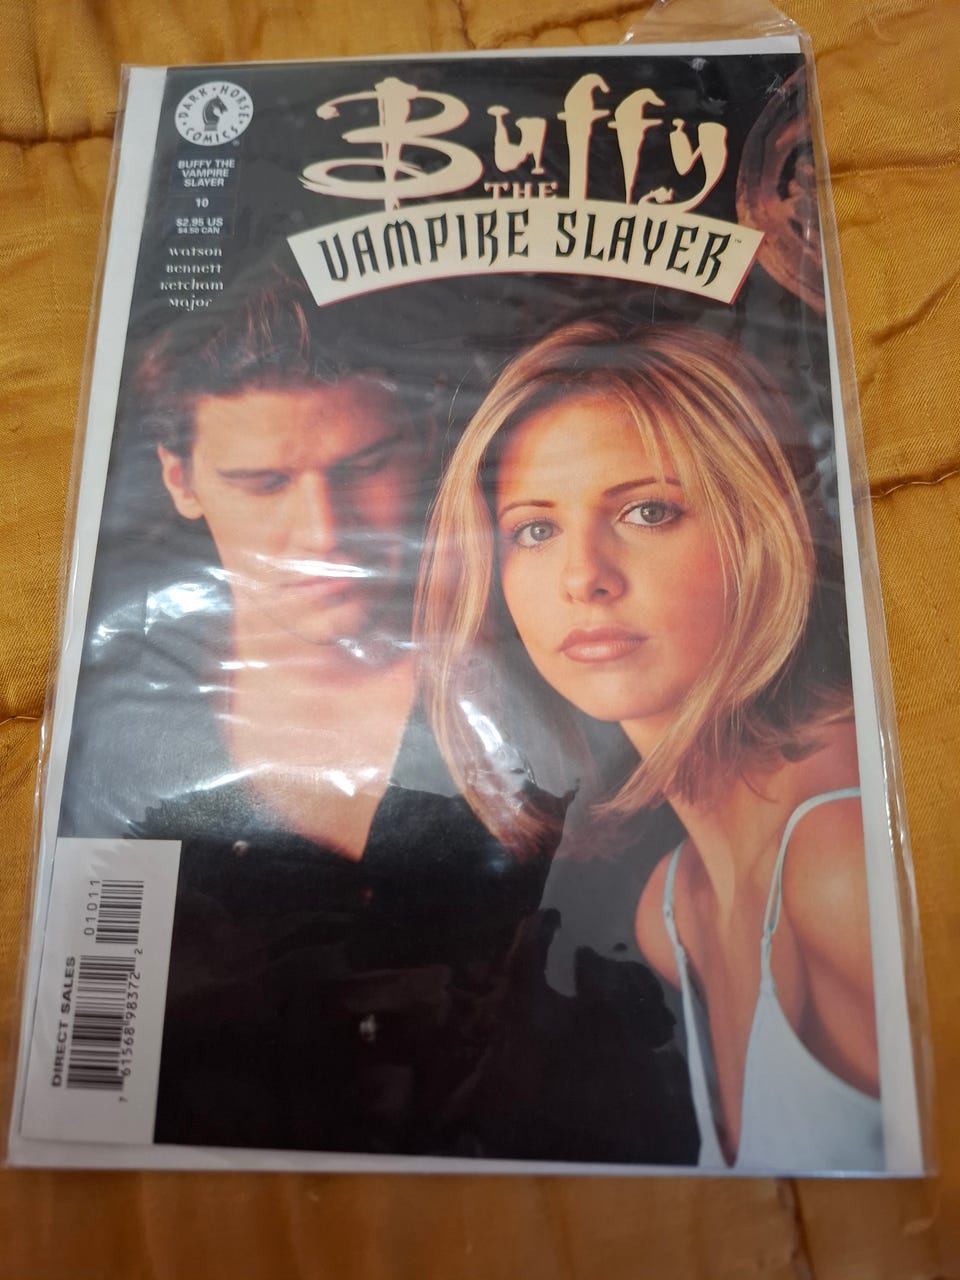 DARK • HORSE
COMICS
BUFFY THE
VAMPIRE
SLAYER
10
$2.95 US
$4.50 CAN
Watson
Bennett
Ketcham
Major
Buffy
THE
VAMPIRE SLAYER™
DIRECT SALES
01011
7 61568 98372 2